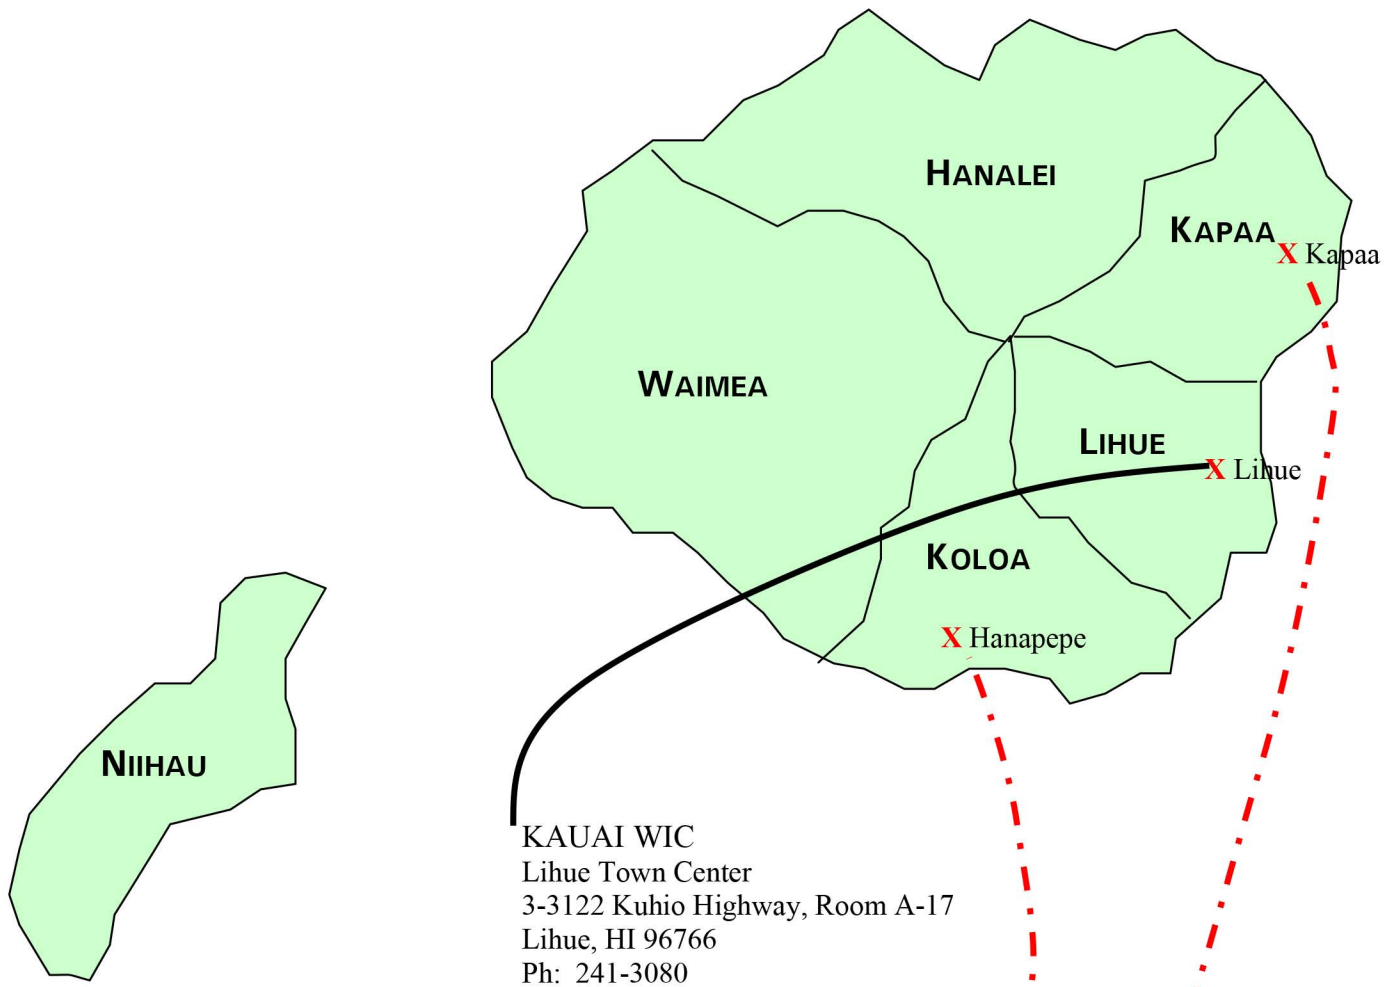 HANALEI
KAPAA
X Kapaa
WAIMEA
LIHUE
X Lihue
KOLOA
X Hanapepe
NIIHAU
KAUAI WIC
Lihue Town Center
3-3122 Kuhio Highway, Room A-17
Lihue, HI 96766
Ph:  241-3080